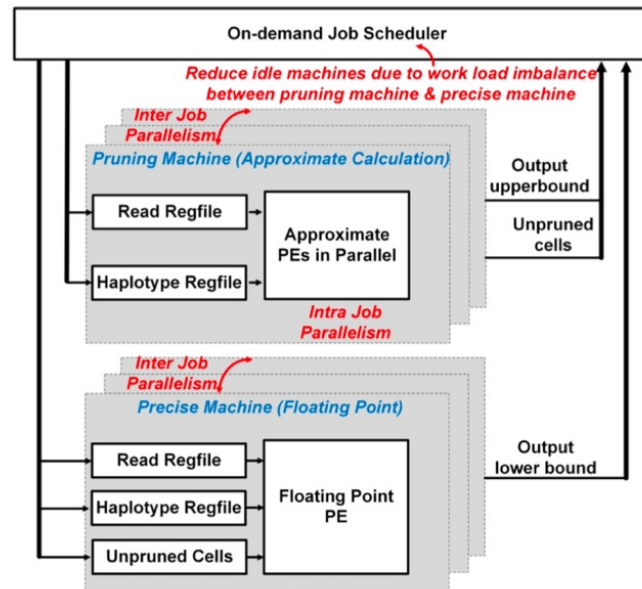 On-demand Job Scheduler
Reduce idle machines due to work load imbalance
between pruning machine & precise machine
Inter Job
Parallelism
Pruning Machine (Approximate Calculation)
Read Regfile
Haplotype Regfile
Approximate
PEs in Parallel
Intra Job
Parallelism
Output
upperbound
Unpruned
cells
Inter Job
Parallelism
Precise Machine (Floating Point)
Read Regfile
Haplotype Regfile
Unpruned Cells
Floating Point
PE
Output
lower bound